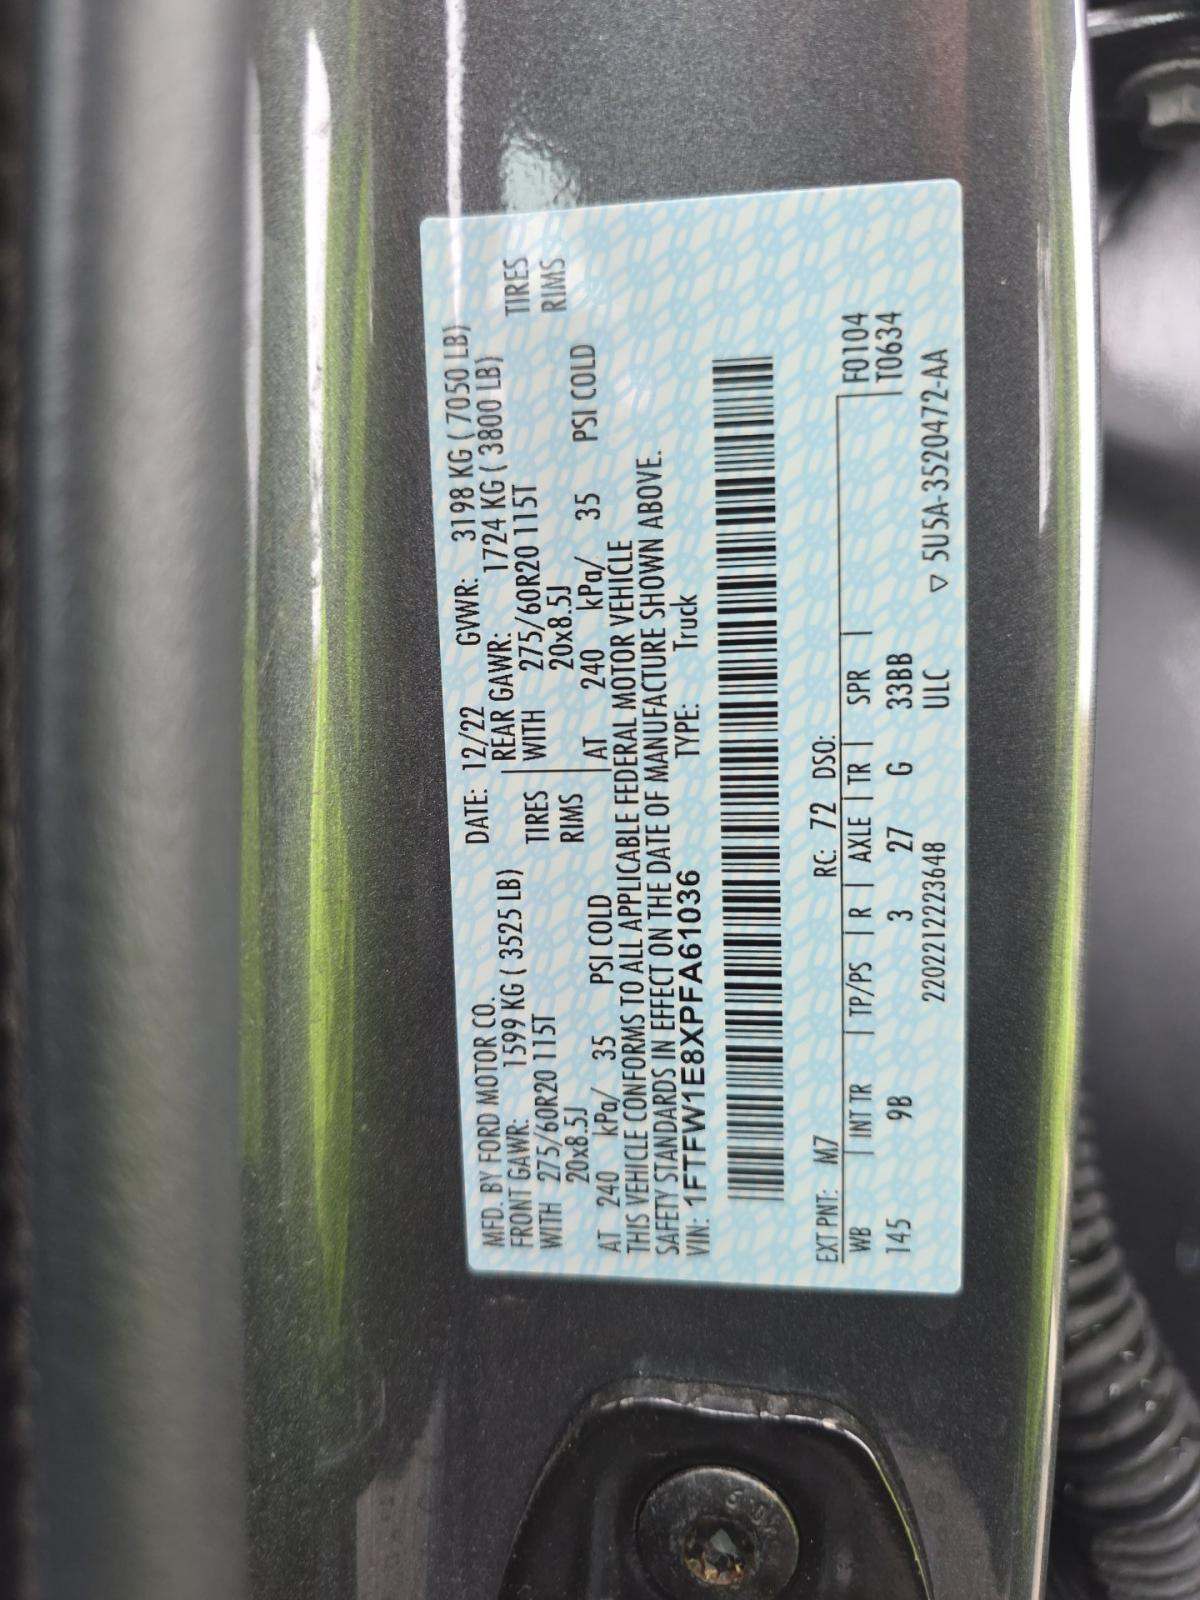 MFD. BY FORD MOTOR CO. DATE: 12/22 GVWR: 3198 KG ( 7050 LB)
FRONT GAWR: 1599 KG ( 3525 LB) REAR GAWR: 1724 KG ( 3800 LB)
WITH 275/60R20 115T TIRES WITH 275/60R20 115T TIRES
20x8.5J RIMS 20x8.5J RIMS
AT 240 kPa/ 35 PSI COLD AT 240 kPa/ 35 PSI COLD
THIS VEHICLE CONFORMS TO ALL APPLICABLE FEDERAL MOTOR VEHICLE
SAFETY STANDARDS IN EFFECT ON THE DATE OF MANUFACTURE SHOWN ABOVE.
VIN: 1FTFW1E8XPFA61036 TYPE: Truck
EXT PNT: M7 RC: 72 DSO: F0104
WB INT TR TP/PS R AXLE TR SPR T0634
145 9B 3 27 G 33BB
2202212223648 ULC ▽ 5U5A-3520472-AA